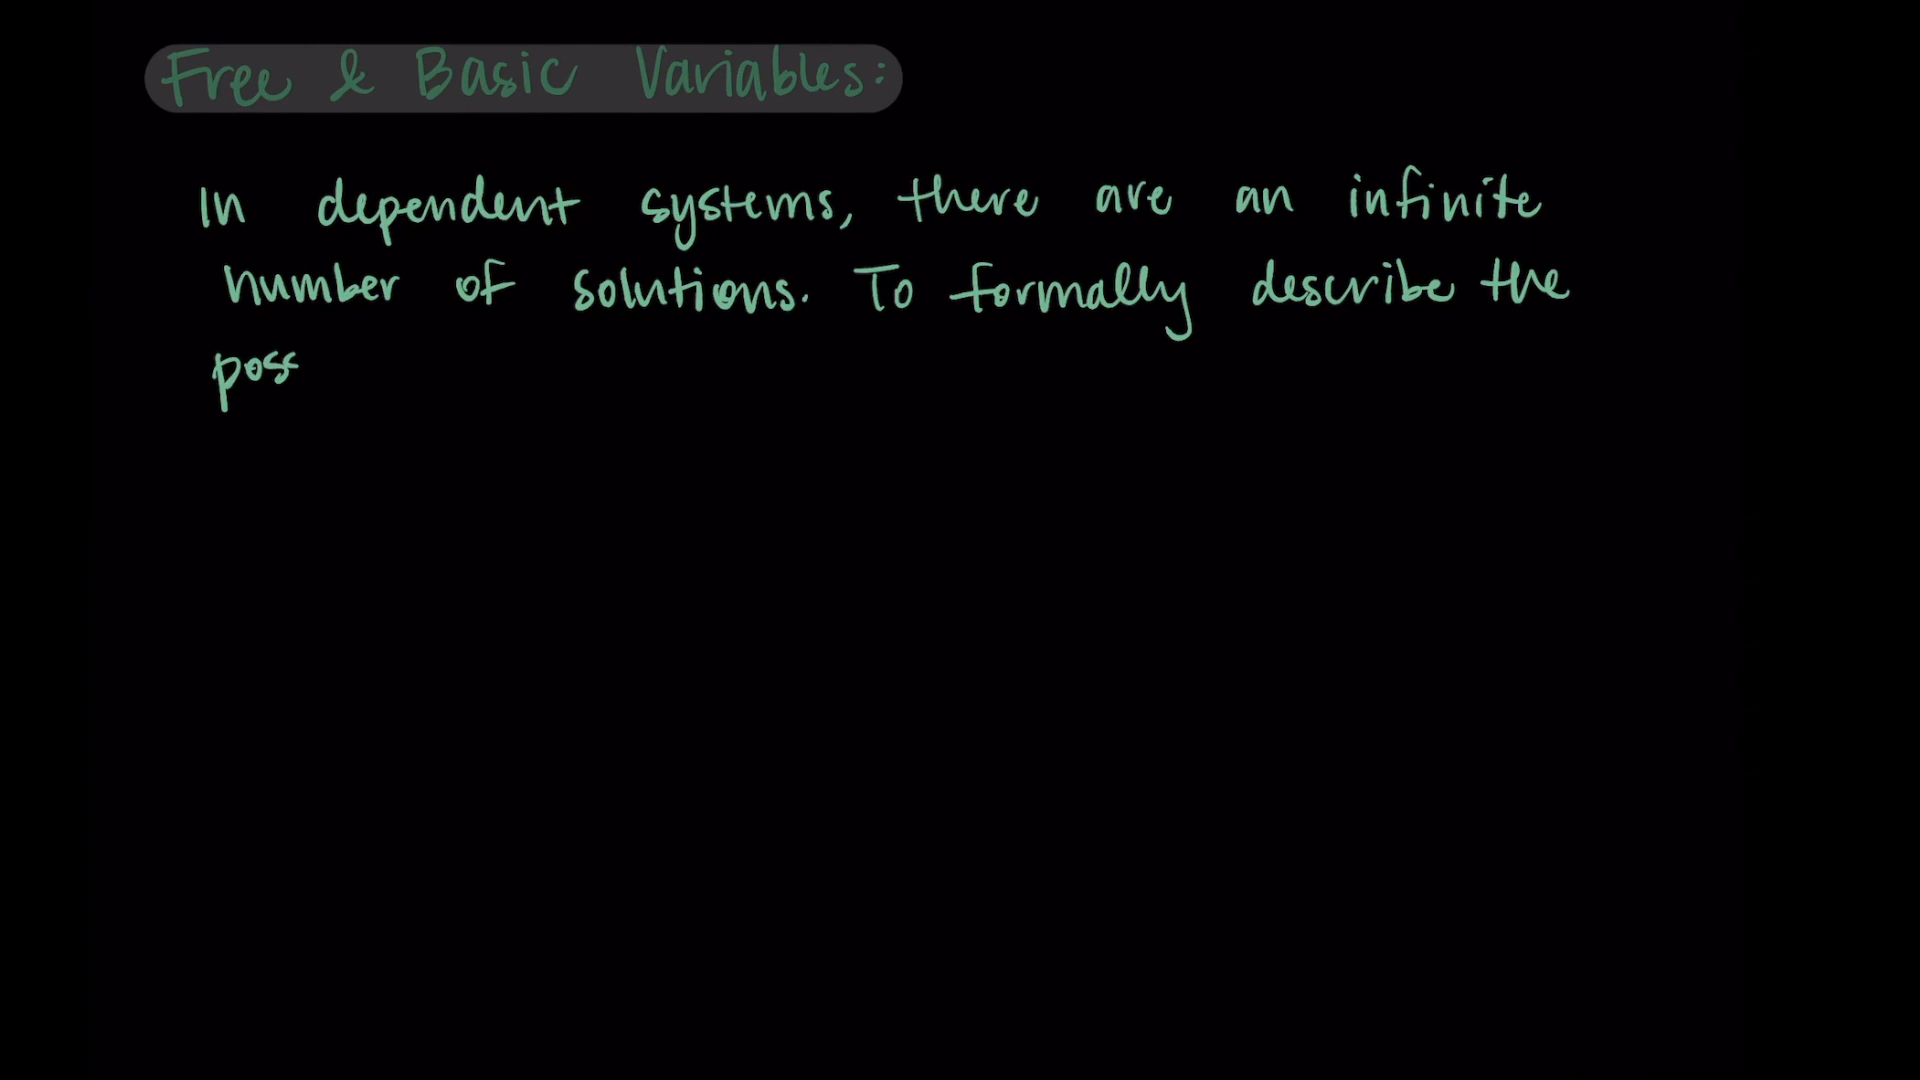 Free & Basic Variables:
In dependent systems, there are an infinite
number of solutions. To formally describe the
poss